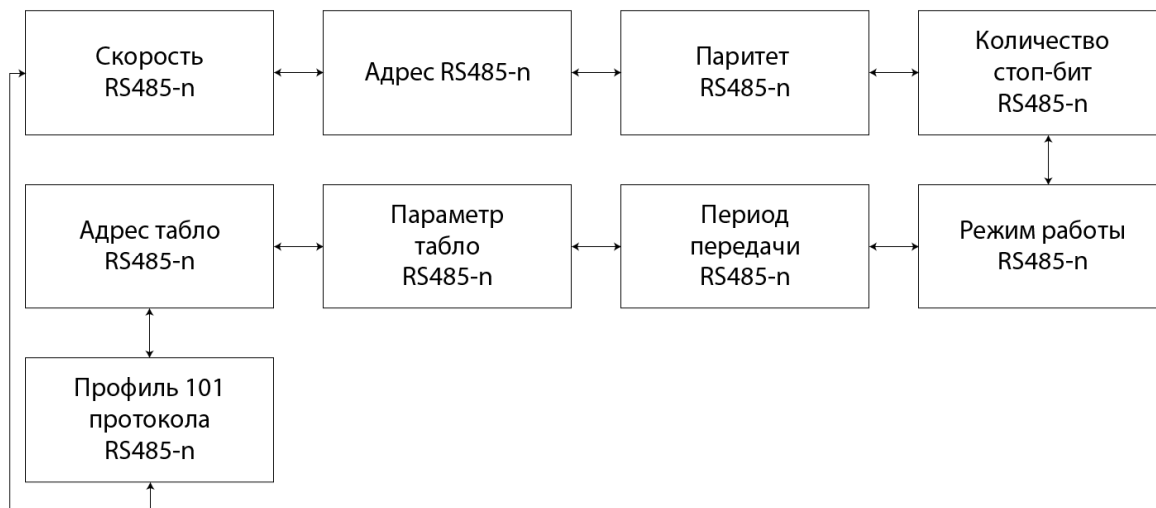 Скорость
RS485-n
Адрес RS485-n
Паритет
RS485-n
Количество
стоп-бит
RS485-n
Адрес табло
RS485-n
Параметр
табло
RS485-n
Период
передачи
RS485-n
Режим работы
RS485-n
Профиль 101
протокола
RS485-n